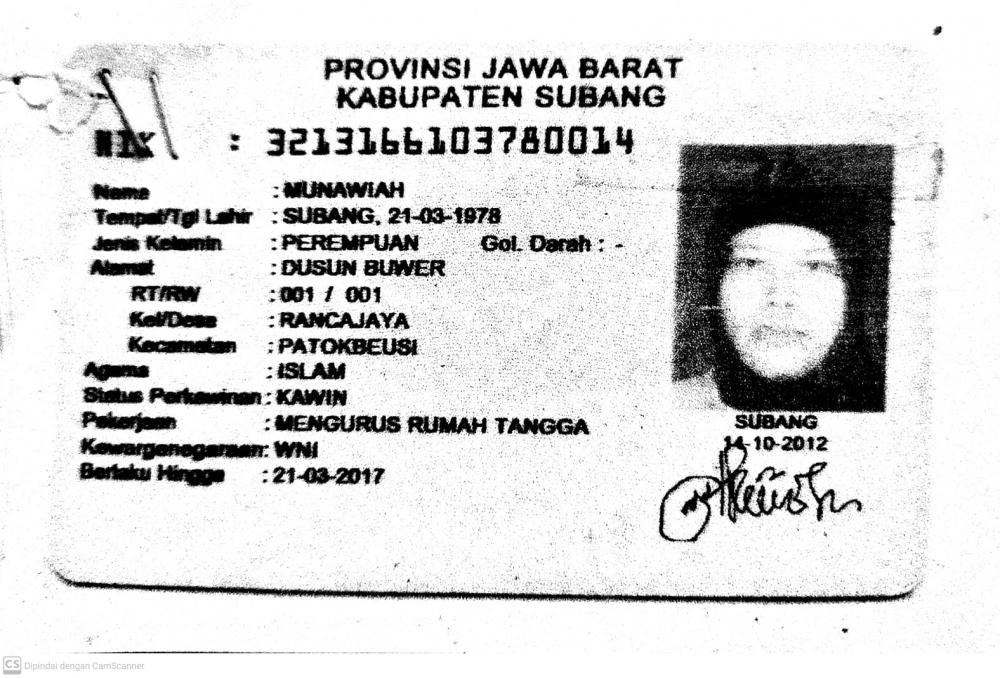 PROVINSI JAWA BARAT
KABUPATEN SUBANG
NIK : 3213166103780014
Nama : MUNAWIAH
Tempat/Tgl Lahir : SUBANG, 21-03-1978
Jenis Kelamin : PEREMPUAN Gol. Darah : -
Alamat : DUSUN BUWER
RT/RW : 001 / 001
Kel/Desa : RANCAJAYA
Kecamatan : PATOKBEUSI
Agama : ISLAM
Status Perkawinan : KAWIN
Pekerjaan : MENGURUS RUMAH TANGGA
Kewarganegaraan: WNI
Berlaku Hingga : 21-03-2017
SUBANG
14-10-2012
CS Dipindai dengan CamScanner